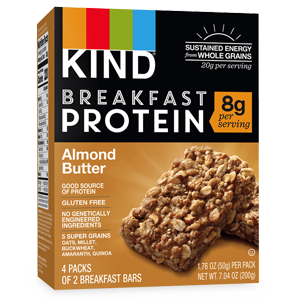 SUSTAINED ENERGY
from WHOLE GRAINS
20g per serving
KIND
BREAKFAST
PROTEIN
8g
per
serving
Almond
Butter
GOOD SOURCE
OF PROTEIN
GLUTEN FREE
NO GENETICALLY
ENGINEERED
INGREDIENTS
5 SUPER GRAINS
OATS, MILLET,
BUCKWHEAT,
AMARANTH, QUINOA
4 PACKS
OF 2 BREAKFAST BARS
1.76 OZ (50g) PER PACK
NET WT. 7.04 OZ (200g)